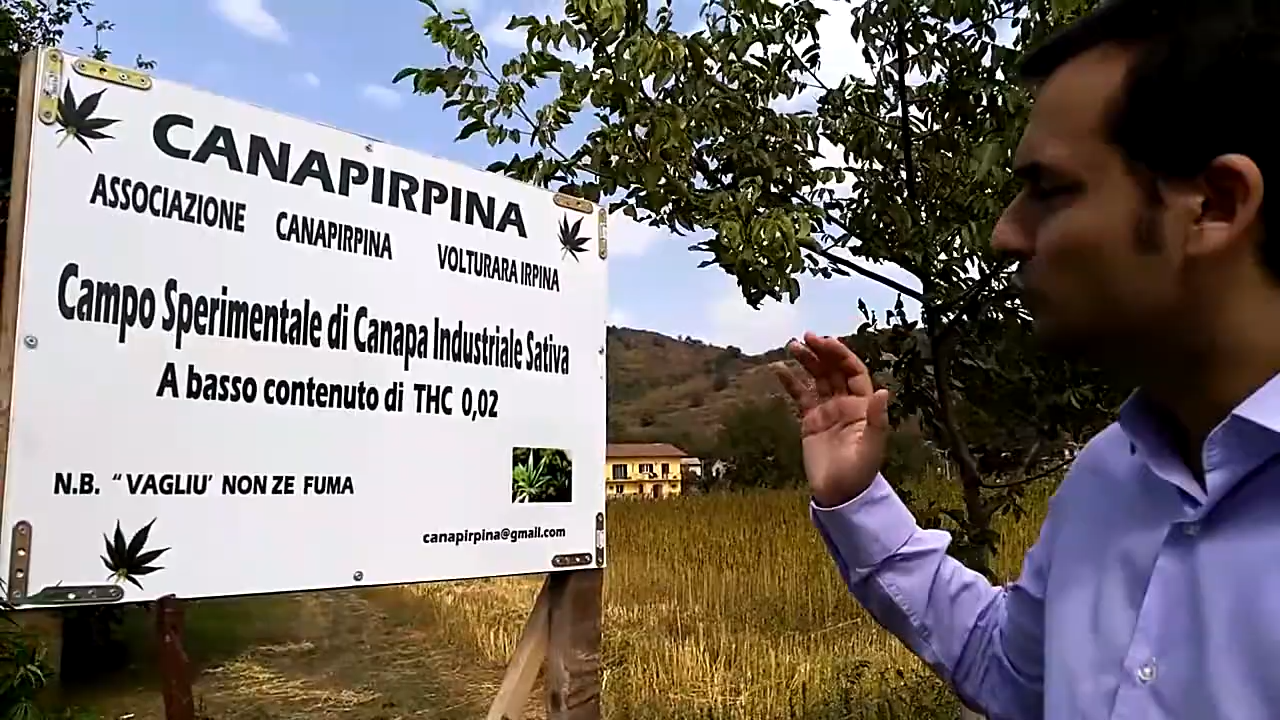 CANAPIRPINA
ASSOCIAZIONE CANAPIRPINA VOLTURARA IRPINA
Campo Sperimentale di Canapa Industriale Sativa
A basso contenuto di THC 0,02
N.B. “VAGLIU’ NON ZE FUMA
canapirpina@gmail.com